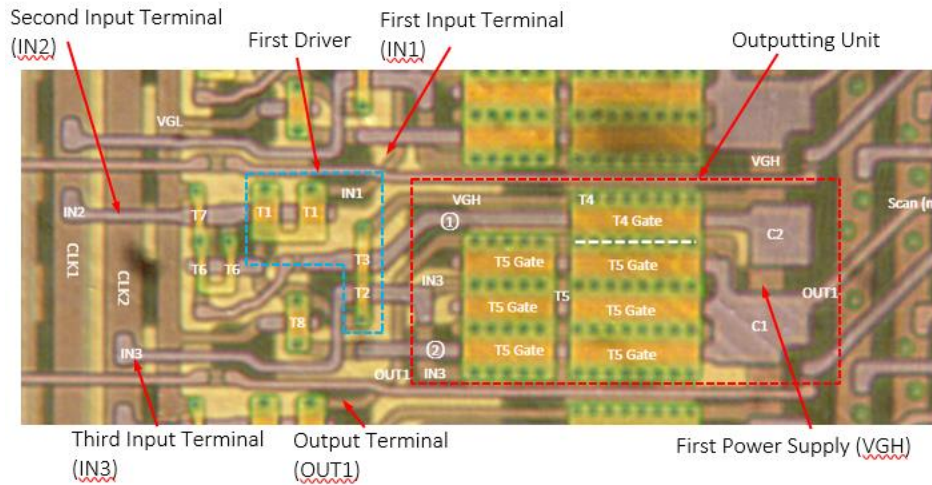 Second Input Terminal
(IN2)
First Driver
First Input Terminal
(IN1)
Outputting Unit
VGL
VGH
IN1
IN2
T7
T1
T1
VGH
①
T4
T4 Gate
C2
Scan (n
CLK1
CLK2
T6
T6
T3
T2
IN3
T5 Gate
T5 Gate
T5
T5 Gate
T5 Gate
OUT1
C1
T8
IN3
②
T5 Gate
T5 Gate
OUT1
IN3
Third Input Terminal
(IN3)
Output Terminal
(OUT1)
First Power Supply (VGH)